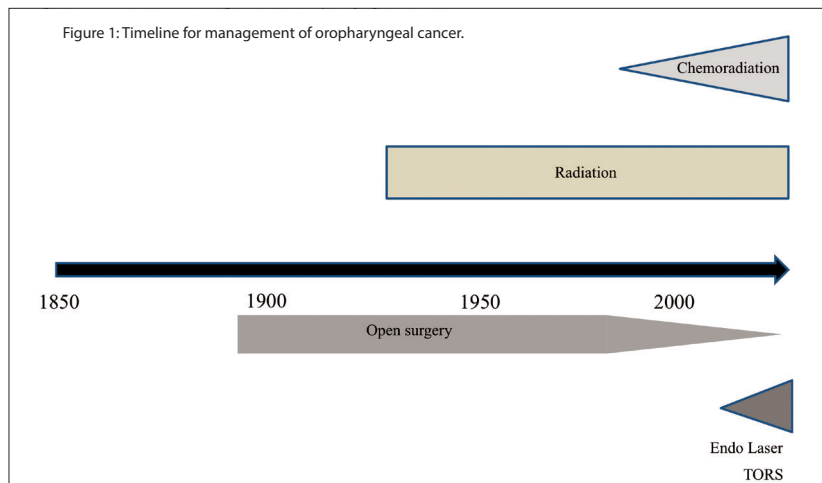 Figure 1: Timeline for management of oropharyngeal cancer.
Chemoradiation
Radiation
1850 1900 1950 2000
Open surgery
Endo Laser
TORS